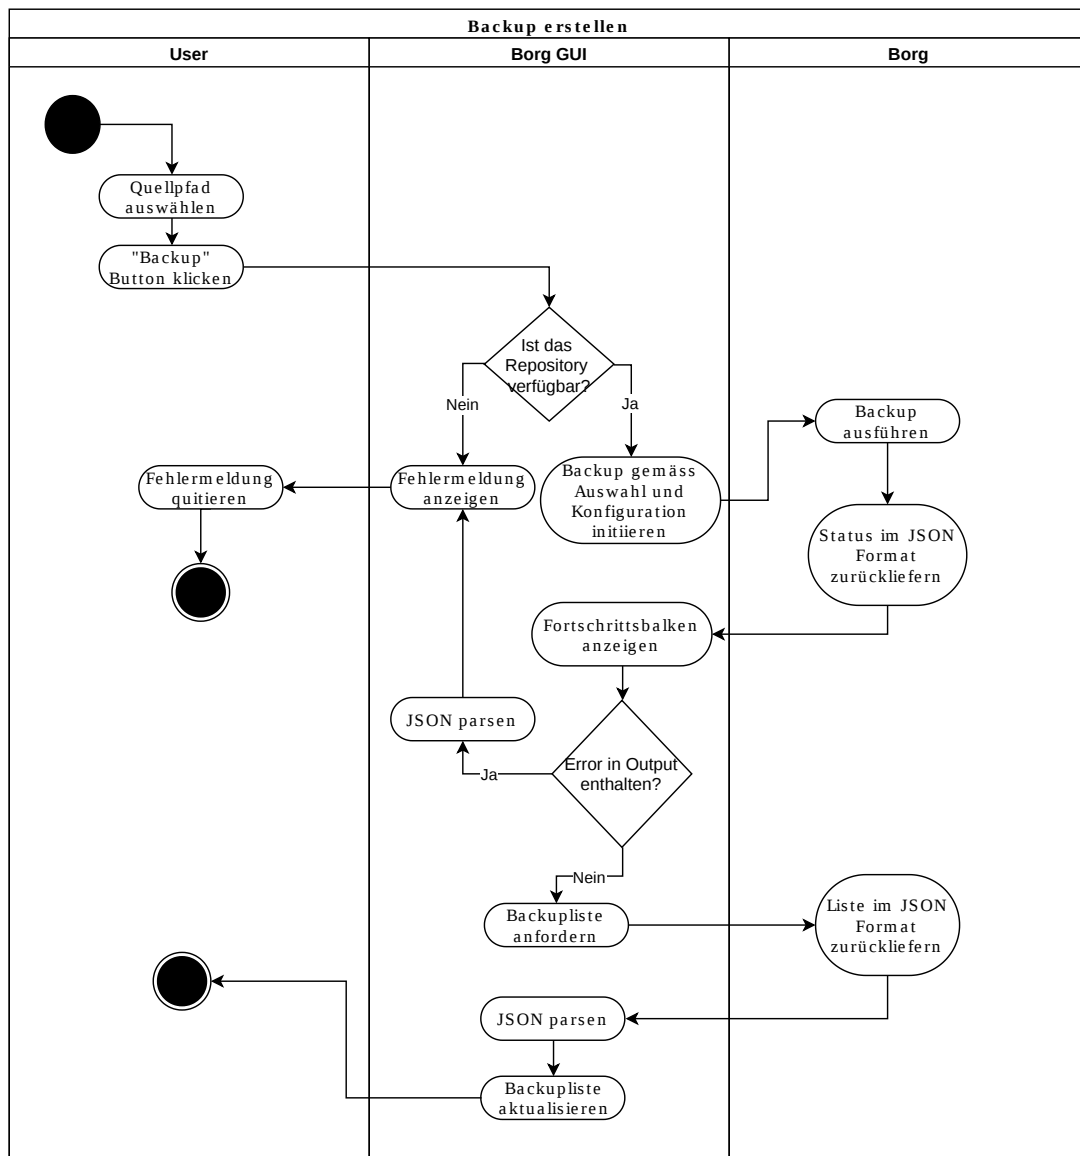 Backup erstellen
User
Borg GUI
Borg
Quellpfad
auswählen
"Backup"
Button klicken
Ist das
Repository
verfügbar?
Nein
Ja
Backup
ausführen
Fehlermeldung
quitieren
Fehlermeldung
anzeigen
Backup gemäss
Auswahl und
Konfiguration
initiieren
Status im JSON
Format
zurückliefern
Fortschrittsbalken
anzeigen
JSON parsen
Error in Output
enthalten?
Ja
Nein
Backupliste
anfordern
Liste im JSON
Format
zurückliefern
JSON parsen
Backupliste
aktualisieren